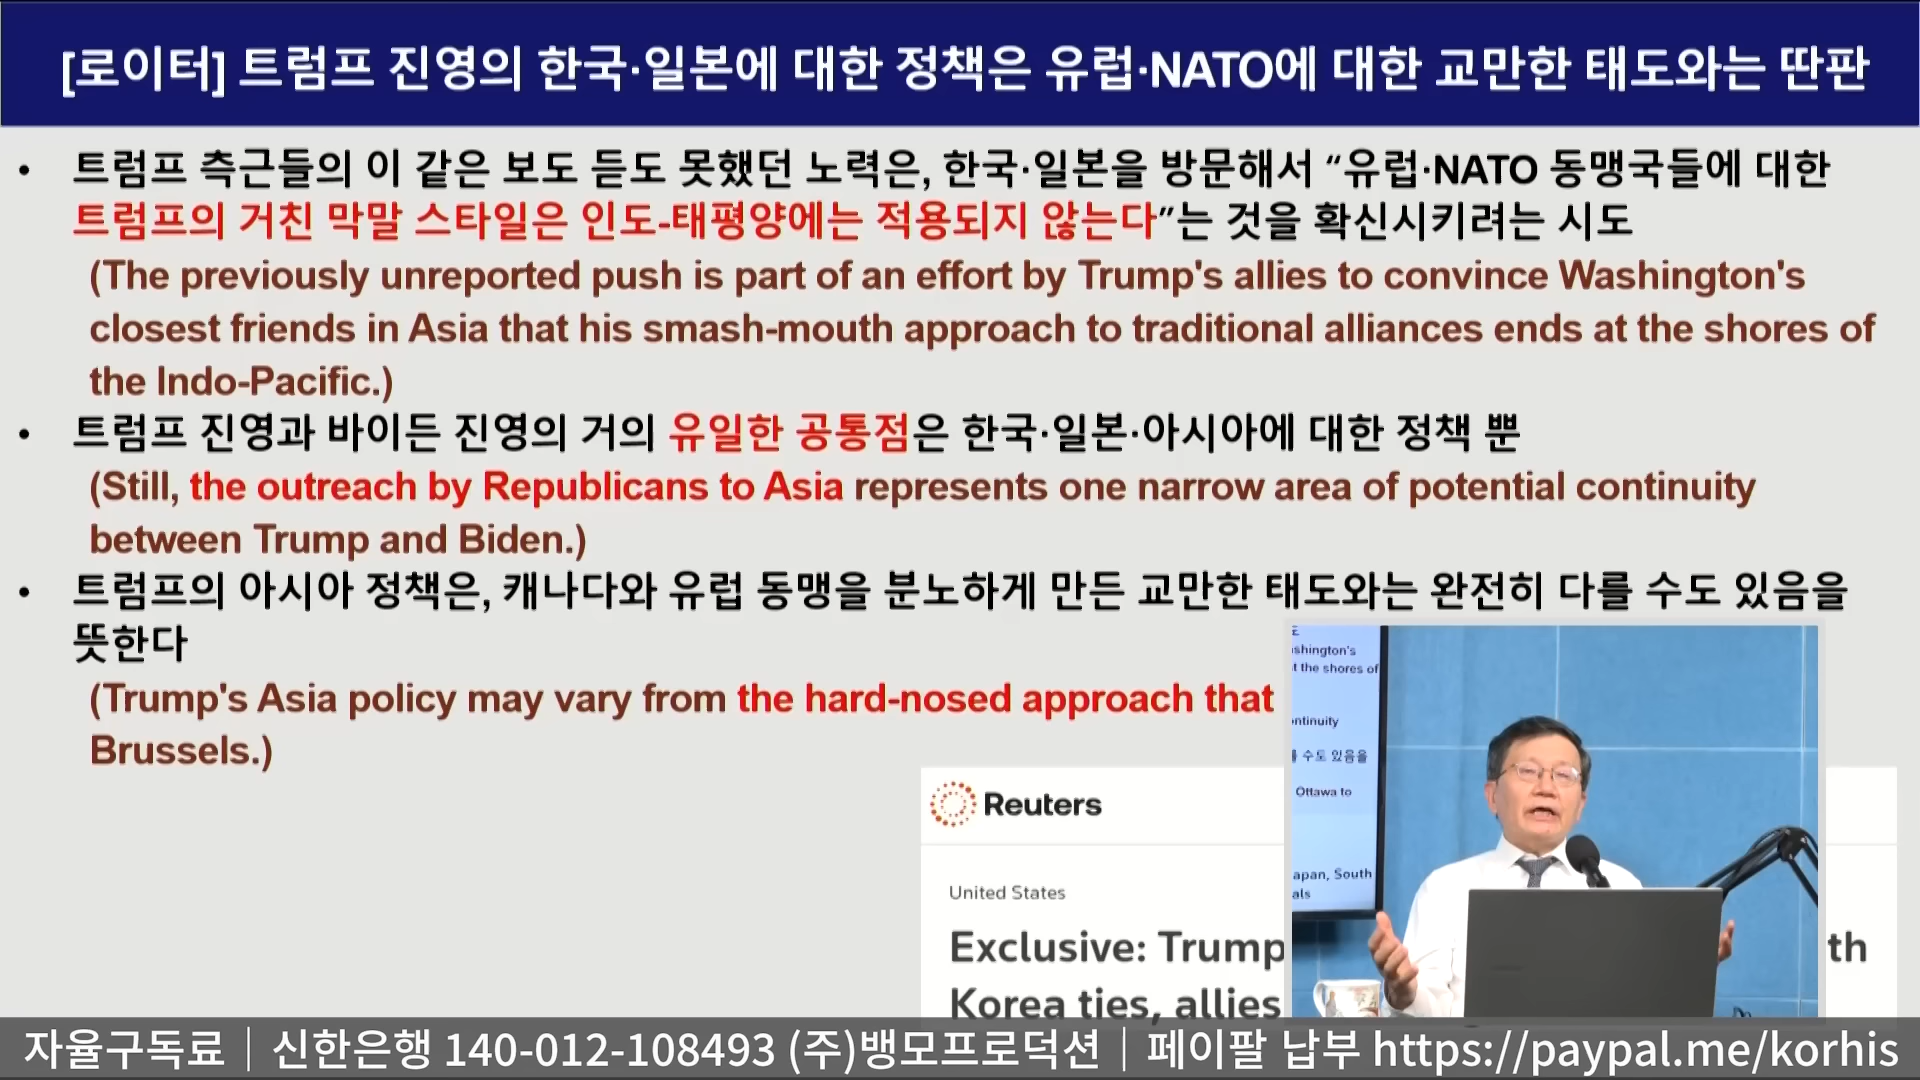 [로이터] 트럼프 진영의 한국·일본에 대한 정책은 유럽·NATO에 대한 교만한 태도와는 딴판
• 트럼프 측근들의 이 같은 보도 듣도 못했던 노력은, 한국·일본을 방문해서 “유럽·NATO 동맹국들에 대한
트럼프의 거친 막말 스타일은 인도-태평양에는 적용되지 않는다”는 것을 확신시키려는 시도
(The previously unreported push is part of an effort by Trump's allies to convince Washington's
closest friends in Asia that his smash-mouth approach to traditional alliances ends at the shores of
the Indo-Pacific.)
• 트럼프 진영과 바이든 진영의 거의 유일한 공통점은 한국·일본·아시아에 대한 정책 뿐
(Still, the outreach by Republicans to Asia represents one narrow area of potential continuity
between Trump and Biden.)
• 트럼프의 아시아 정책은, 캐나다와 유럽 동맹을 분노하게 만든 교만한 태도와는 완전히 다를 수도 있음을
뜻한다
(Trump's Asia policy may vary from the hard-nosed approach that
Brussels.)
shington's
t the shores of
ntinuity
수도 있음을
Ottawa to
apan, South
als
Reuters
United States
Exclusive: Trump th
Korea ties, allies
자율구독료 | 신한은행 140-012-108493 (주)뱅모프로덕션 | 페이팔 납부 https://paypal.me/korhis